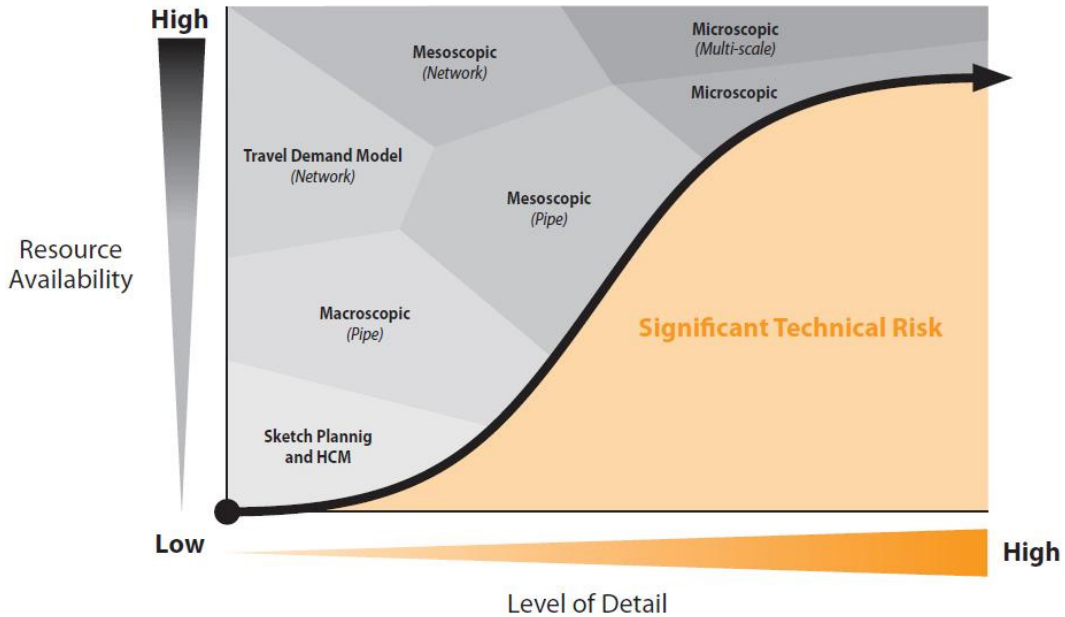 High
Microscopic
(Multi-scale)
Mesoscopic
(Network)
Microscopic
Travel Demand Model
(Network)
Mesoscopic
(Pipe)
Resource
Availability
Macroscopic
(Pipe)
Significant Technical Risk
Sketch Plannig
and HCM
Low
High
Level of Detail